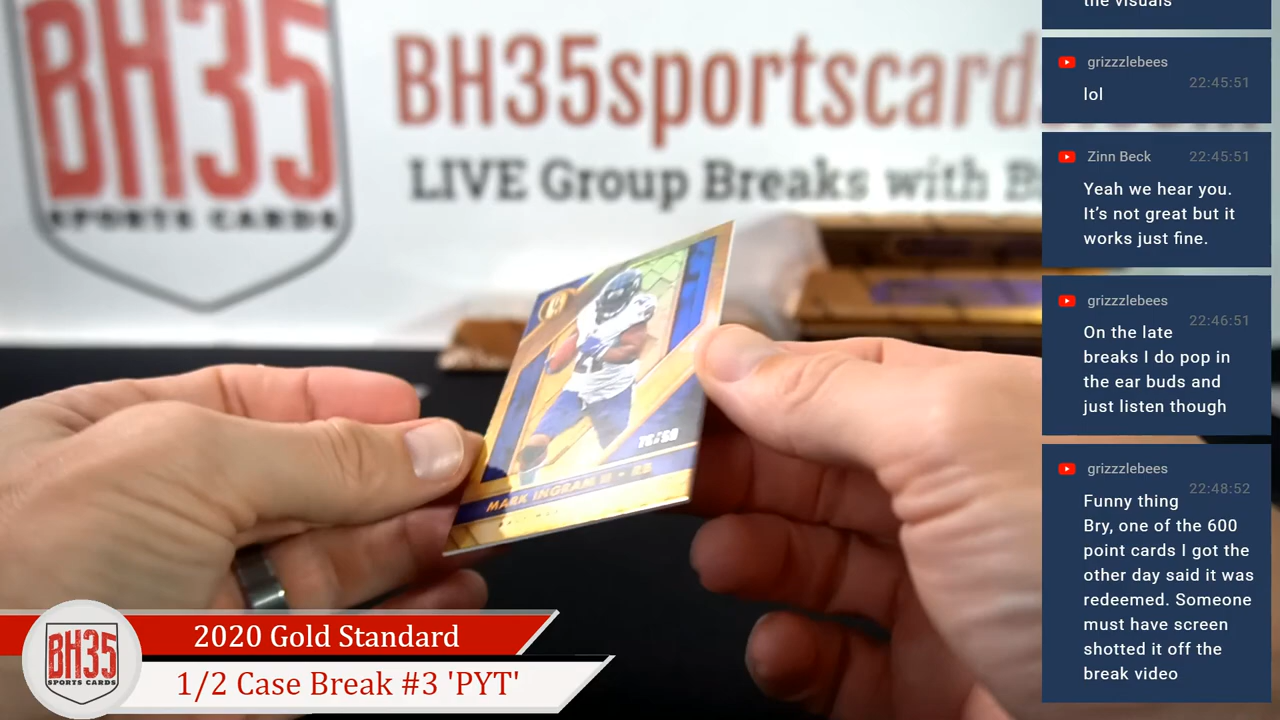 BH35
SPORTS CARDS
BH35sportscards
LIVE Group Breaks with
MARK INGRAM II • RB
2020 Gold Standard
1/2 Case Break #3 'PYT'
BH35
SPORTS CARDS
the visuals
grizzzlebees
22:45:51
lol
Zinn Beck 22:45:51
Yeah we hear you.
It’s not great but it
works just fine.
grizzzlebees
22:46:51
On the late
breaks I do pop in
the ear buds and
just listen though
grizzzlebees
22:48:52
Funny thing
Bry, one of the 600
point cards I got the
other day said it was
redeemed. Someone
must have screen
shotted it off the
break video